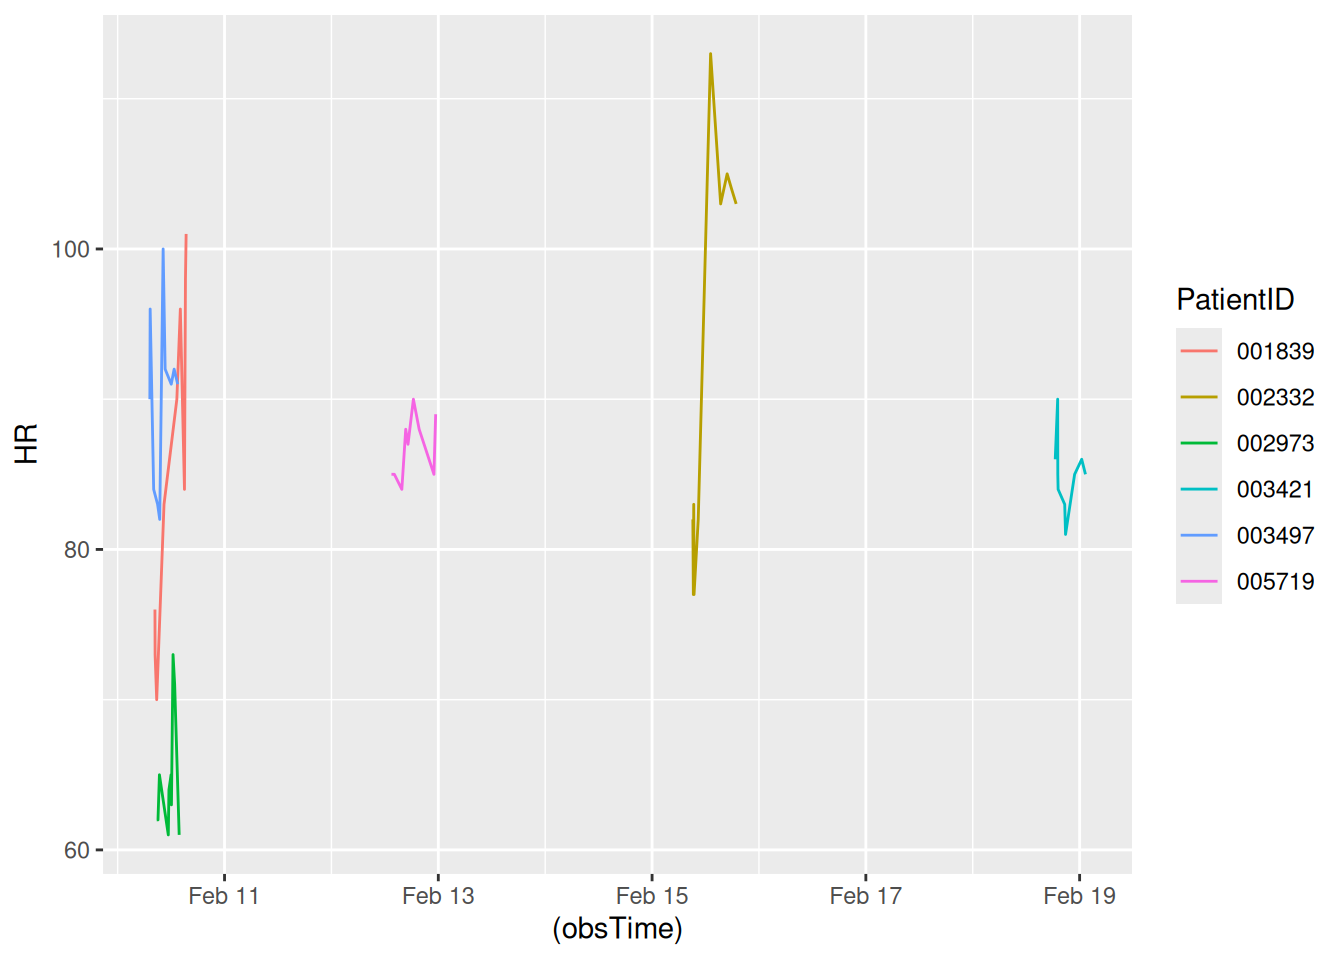 HR
100
80
60
Feb 11
Feb 13
Feb 15
Feb 17
Feb 19
(obsTime)
PatientID
001839
002332
002973
003421
003497
005719